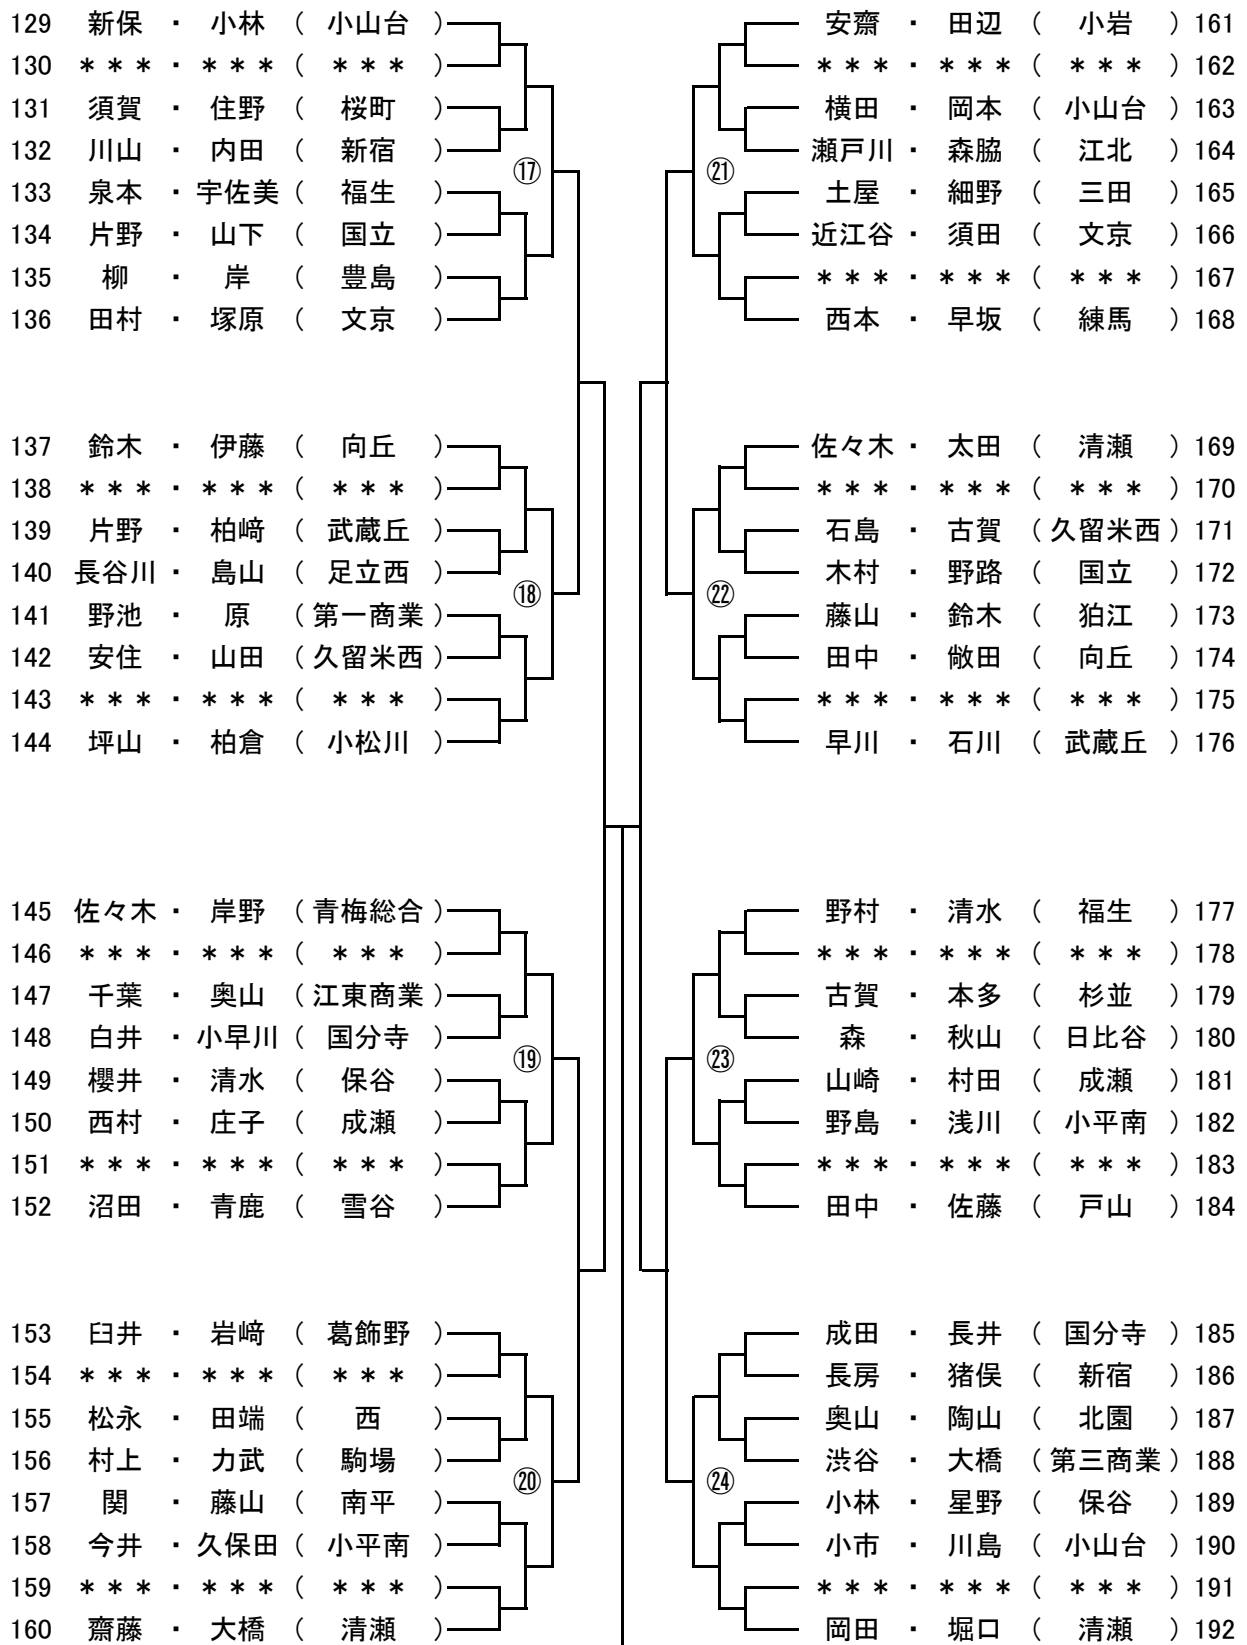 129 新保 ・ 小林 ( 小山台 )
130 *** ・ *** ( *** )
131 須賀 ・ 住野 ( 桜町 )
132 川山 ・ 内田 ( 新宿 )
⑰
133 泉本 ・ 宇佐美 ( 福生 )
134 片野 ・ 山下 ( 国立 )
135 柳 ・ 岸 ( 豊島 )
136 田村 ・ 塚原 ( 文京 )
137 鈴木 ・ 伊藤 ( 向丘 )
138 *** ・ *** ( *** )
139 片野 ・ 柏﨑 ( 武蔵丘 )
140 長谷川 ・ 島山 ( 足立西 )
⑱
141 野池 ・ 原 ( 第一商業 )
142 安住 ・ 山田 ( 久留米西 )
143 *** ・ *** ( *** )
144 坪山 ・ 柏倉 ( 小松川 )
145 佐々木 ・ 岸野 ( 青梅総合 )
146 *** ・ *** ( *** )
147 千葉 ・ 奥山 ( 江東商業 )
148 白井 ・ 小早川 ( 国分寺 )
⑲
149 櫻井 ・ 清水 ( 保谷 )
150 西村 ・ 庄子 ( 成瀬 )
151 *** ・ *** ( *** )
152 沼田 ・ 青鹿 ( 雪谷 )
153 臼井 ・ 岩﨑 ( 葛飾野 )
154 *** ・ *** ( *** )
155 松永 ・ 田端 ( 西 )
156 村上 ・ 力武 ( 駒場 )
⑳
157 関 ・ 藤山 ( 南平 )
158 今井 ・ 久保田 ( 小平南 )
159 *** ・ *** ( *** )
160 齋藤 ・ 大橋 ( 清瀬 )
安齋 ・ 田辺 ( 小岩 ) 161
*** ・ *** ( *** ) 162
横田 ・ 岡本 ( 小山台 ) 163
瀬戸川 ・ 森脇 ( 江北 ) 164
㉑
土屋 ・ 細野 ( 三田 ) 165
近江谷 ・ 須田 ( 文京 ) 166
*** ・ *** ( *** ) 167
西本 ・ 早坂 ( 練馬 ) 168
佐々木 ・ 太田 ( 清瀬 ) 169
*** ・ *** ( *** ) 170
石島 ・ 古賀 ( 久留米西 ) 171
木村 ・ 野路 ( 国立 ) 172
㉒
藤山 ・ 鈴木 ( 狛江 ) 173
田中 ・ 敞田 ( 向丘 ) 174
*** ・ *** ( *** ) 175
早川 ・ 石川 ( 武蔵丘 ) 176
野村 ・ 清水 ( 福生 ) 177
*** ・ *** ( *** ) 178
古賀 ・ 本多 ( 杉並 ) 179
森 ・ 秋山 ( 日比谷 ) 180
㉓
山崎 ・ 村田 ( 成瀬 ) 181
野島 ・ 浅川 ( 小平南 ) 182
*** ・ *** ( *** ) 183
田中 ・ 佐藤 ( 戸山 ) 184
成田 ・ 長井 ( 国分寺 ) 185
長房 ・ 猪俣 ( 新宿 ) 186
奥山 ・ 陶山 ( 北園 ) 187
渋谷 ・ 大橋 ( 第三商業 ) 188
㉔
小林 ・ 星野 ( 保谷 ) 189
小市 ・ 川島 ( 小山台 ) 190
*** ・ *** ( *** ) 191
岡田 ・ 堀口 ( 清瀬 ) 192